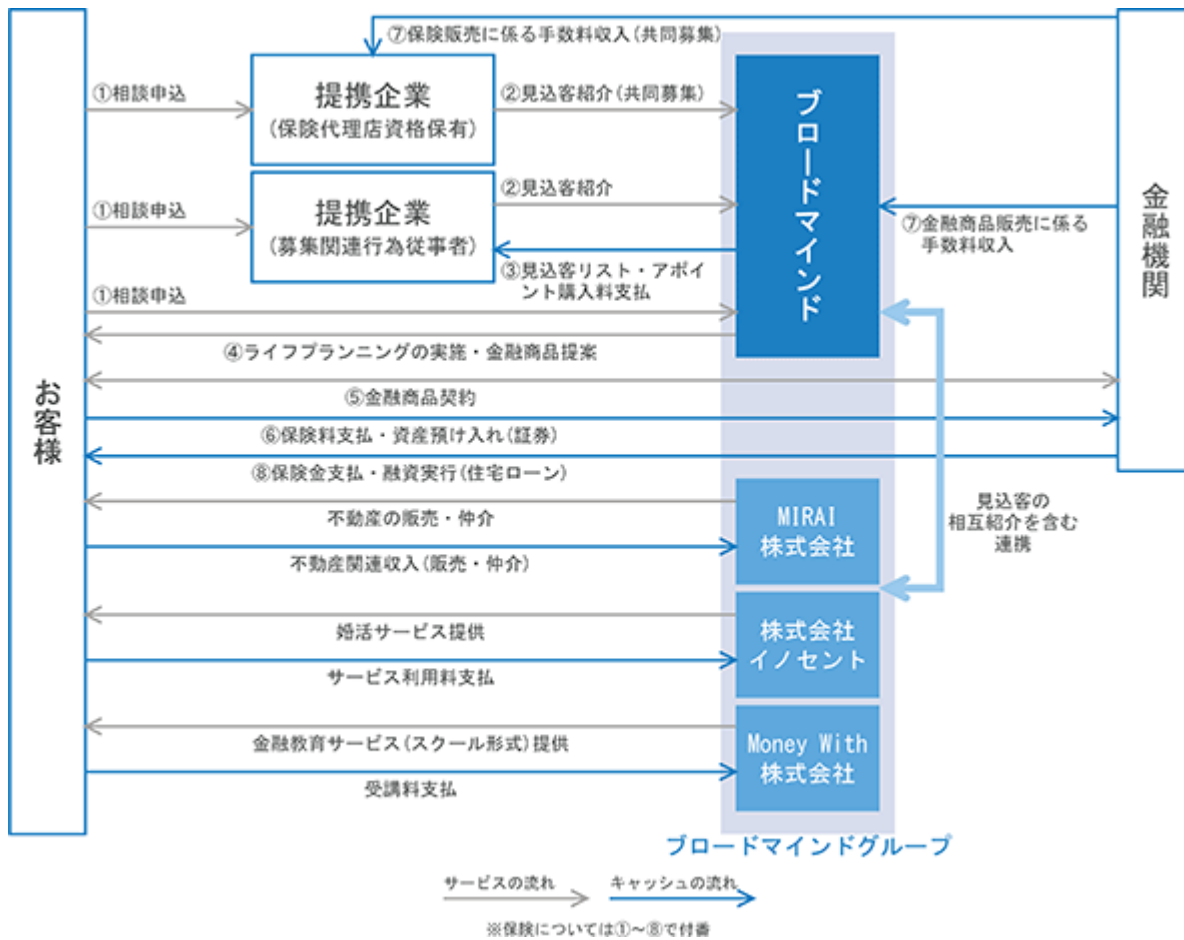 ⑦保険販売に係る手数料収入(共同募集)
①相談申込
提携企業
(保険代理店資格保有)
②見込客紹介(共同募集)
ブロードマインド
①相談申込
提携企業
(募集関連行為従事者)
②見込客紹介
③見込客リスト・アポイ
ント購入料支払
⑦金融商品販売に係る
手数料収入
金融機関
①相談申込
④ライフプランニングの実施・金融商品提案
お客様
⑤金融商品契約
⑥保険料支払・資産預け入れ(証券)
⑧保険金支払・融資実行(住宅ローン)
不動産の販売・仲介
不動産関連収入(販売・仲介)
MIRAI
株式会社
見込客の
相互紹介を含む
連携
婚活サービス提供
サービス利用料支払
株式会社
イノセント
金融教育サービス(スクール形式)提供
受講料支払
Money With
株式会社
ブロードマインドグループ
サービスの流れ
キャッシュの流れ
※保険については①～⑧で付番